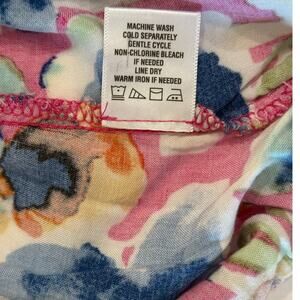 MACHINE WASH
COLD SEPARATELY
GENTLE CYCLE
NON-CHLORINE BLEACH
IF NEEDED
LINE DRY
WARM IRON IF NEEDED